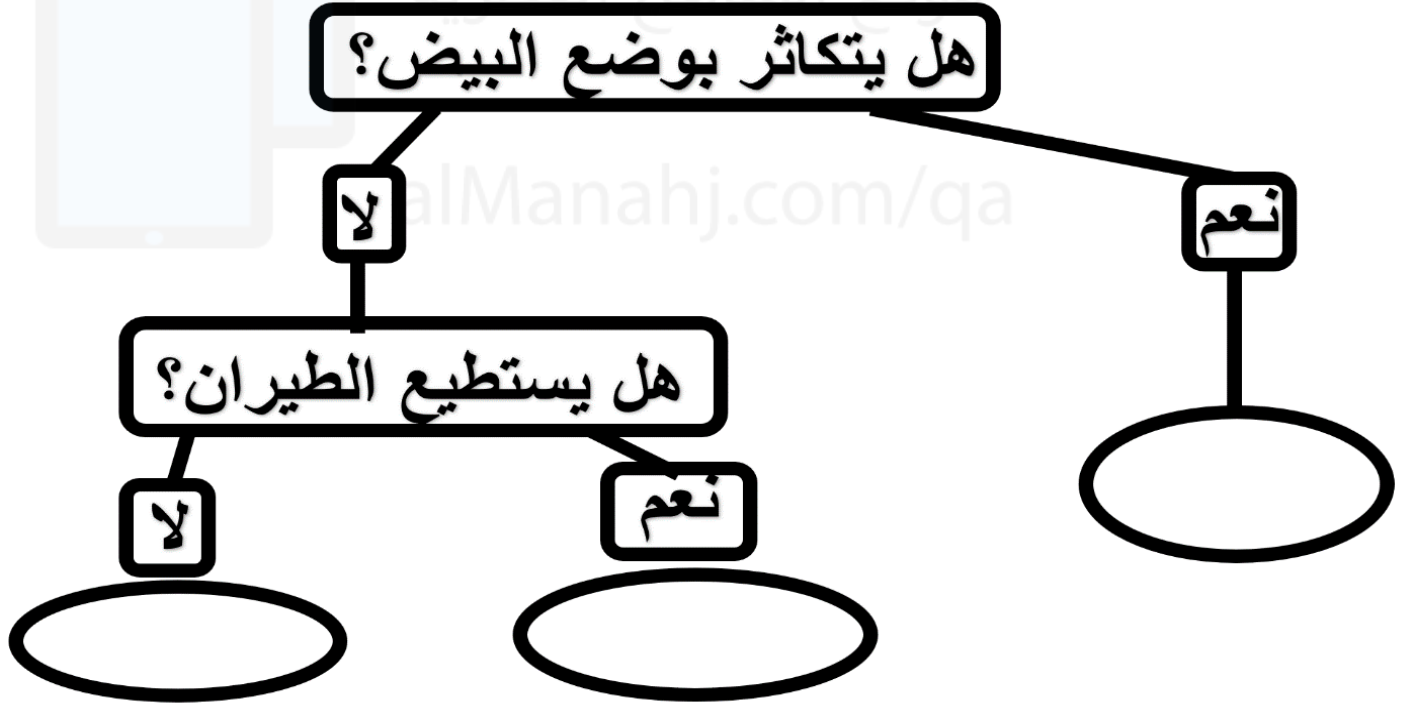 هل يتكاثر بوضع البيض؟
almanahj.com/qa
لا
نعم
هل يستطيع الطيران؟
لا
نعم